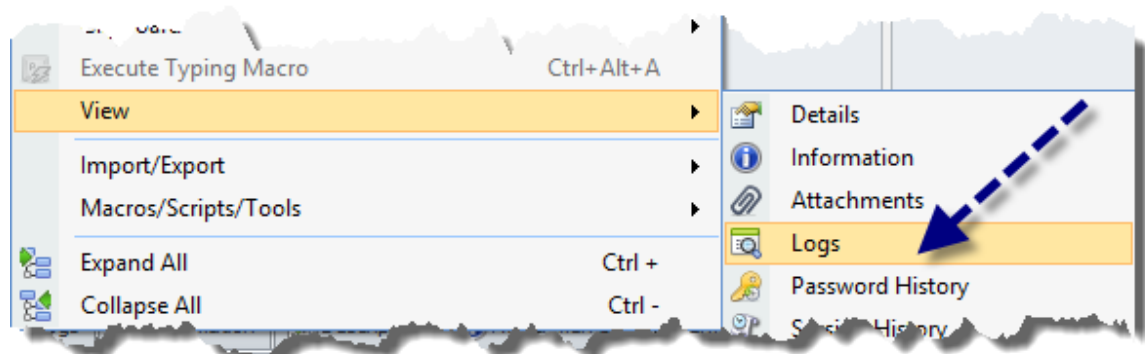 Execute Typing Macro Ctrl+Alt+A
View
Import/Export
Macros/Scripts/Tools
Expand All Ctrl +
Collapse All Ctrl -
Details
Information
Attachments
Logs
Password History
History